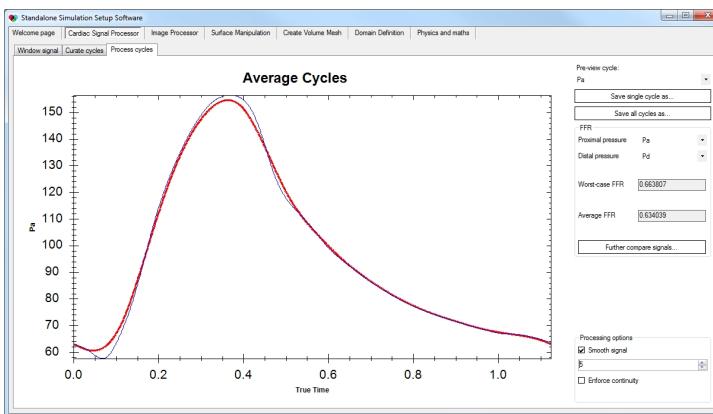 Standalone Simulation Setup Software
Welcome page Cardiac Signal Processor Image Processor Surface Manipulation Create Volume Mesh Domain Definition Physics and maths
Window signal Curate cycles Process cycles
Average Cycles
150
140
130
120
110
100
90
80
70
60
Pa
0.0 0.2 0.4 0.6 0.8 1.0
True Time
Pre-view cycle:
Pa
Save single cycle as...
Save all cycles as...
FFR
Proximal pressure Pa
Distal pressure Pd
Worst-case FFR 0.663807
Average FFR 0.634039
Further compare signals...
Processing options
Smooth signal
5
Enforce continuity